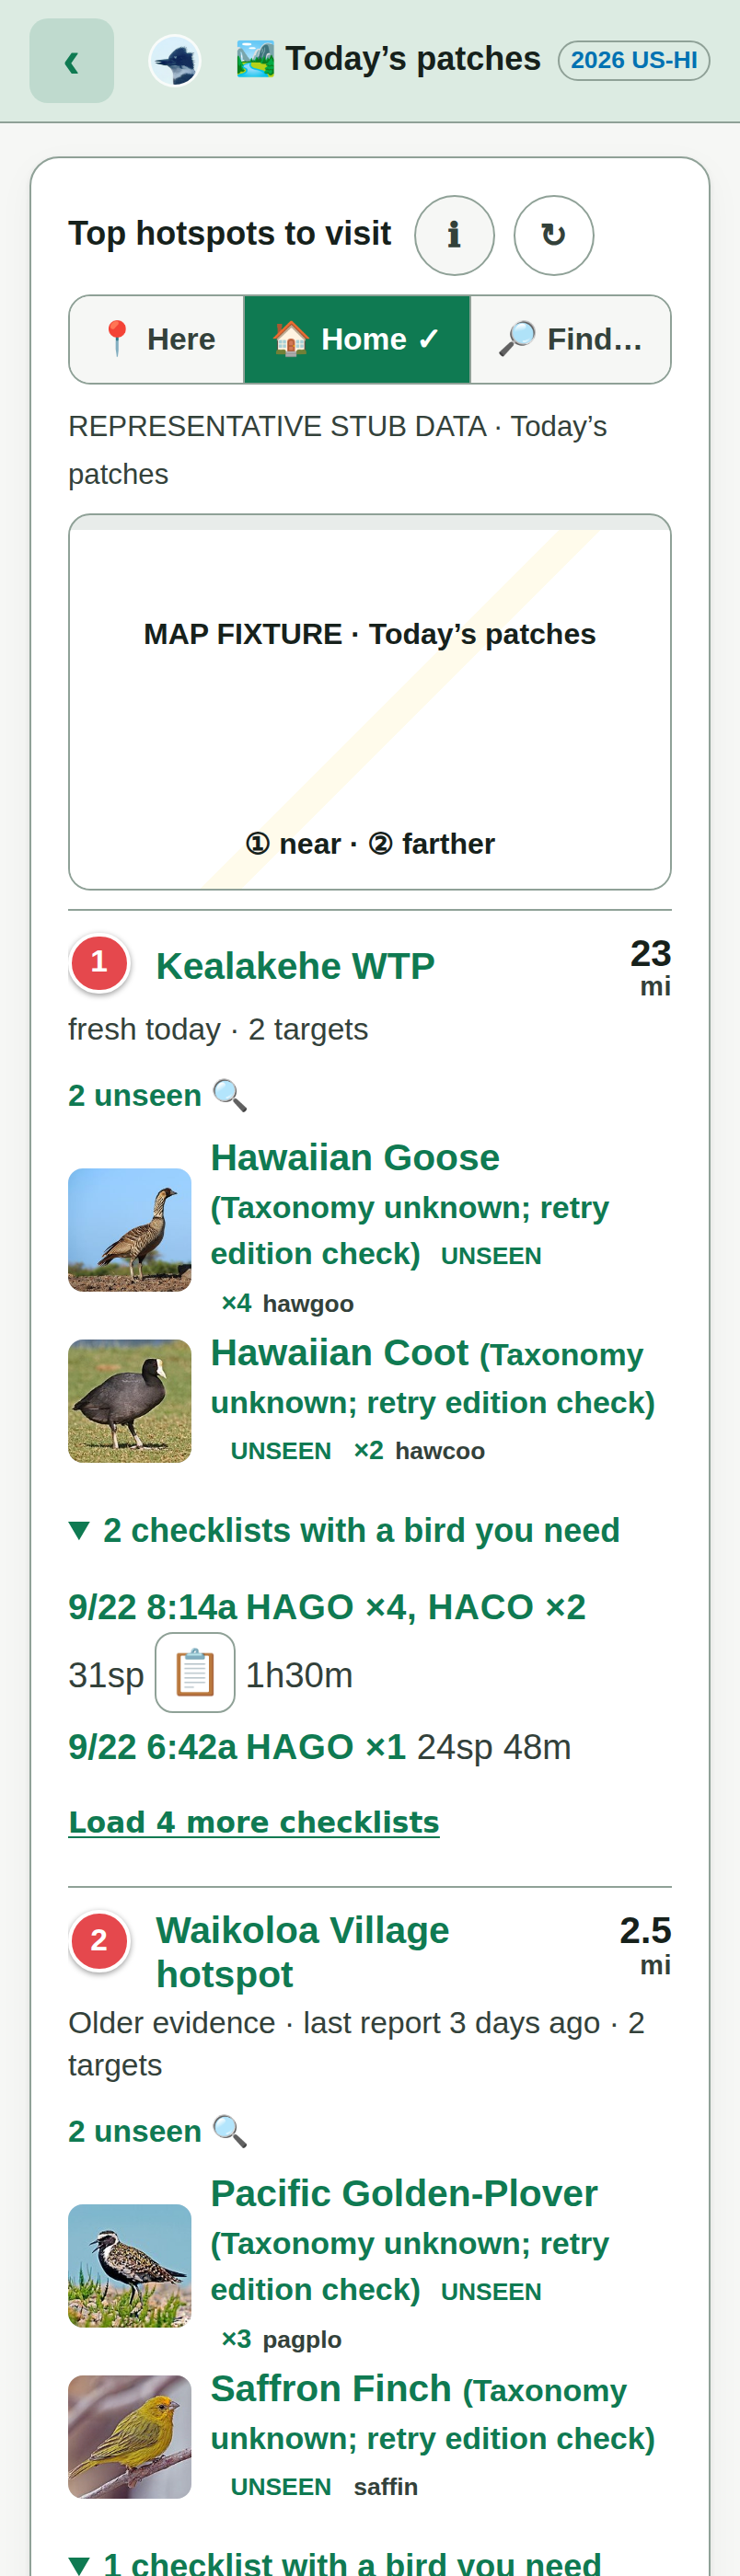 ‹ 🏞️ Today’s patches 2026 US-HI
Top hotspots to visit ℹ ↻
📍 Here 🏠 Home ✓ 🔎 Find…
REPRESENTATIVE STUB DATA · Today’s
patches
MAP FIXTURE · Today’s patches
① near · ② farther
1 Kealakehe WTP 23
mi
fresh today · 2 targets
2 unseen 🔍
Hawaiian Goose
(Taxonomy unknown; retry
edition check) UNSEEN
×4 hawgoo
Hawaiian Coot (Taxonomy
unknown; retry edition check)
UNSEEN ×2 hawcoo
▼ 2 checklists with a bird you need
9/22 8:14a HAGO ×4, HACO ×2
31sp 📋 1h30m
9/22 6:42a HAGO ×1 24sp 48m
Load 4 more checklists
2 Waikoloa Village 2.5
hotspot mi
Older evidence · last report 3 days ago · 2
targets
2 unseen 🔍
Pacific Golden-Plover
(Taxonomy unknown; retry
edition check) UNSEEN
×3 pagplo
Saffron Finch (Taxonomy
unknown; retry edition check)
UNSEEN saffin
▼ 1 checklist with a bird you need